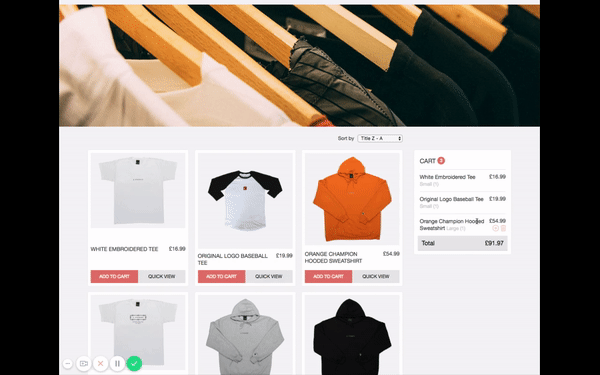 Sort by Title Z - A
CART 3
White Embroidered Tee £16.99
Small (1)
Original Logo Baseball Tee £19.99
Small (1)
Orange Champion Hooded £54.99
Sweatshirt Large (1)
Total £91.97
WHITE EMBROIDERED TEE £16.99
ADD TO CART QUICK VIEW
ORIGINAL LOGO BASEBALL £19.99
TEE
ADD TO CART QUICK VIEW
ORANGE CHAMPION £54.99
HOODED SWEATSHIRT
ADD TO CART QUICK VIEW